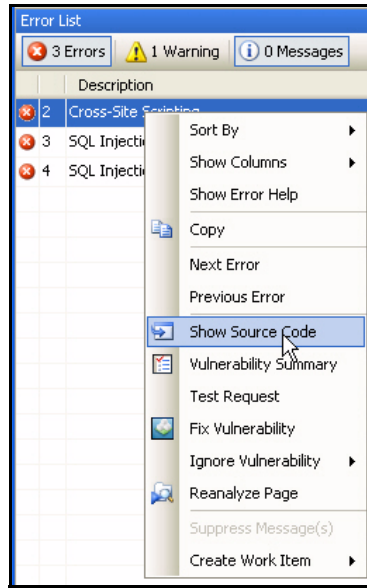 Error List
3 Errors 1 Warning 0 Messages
Description
2 Cross-Site Scripting
3 SQL Injecti
4 SQL Injecti
Sort By
Show Columns
Show Error Help
Copy
Next Error
Previous Error
Show Source Code
Vulnerability Summary
Test Request
Fix Vulnerability
Ignore Vulnerability
Reanalyze Page
Suppress Message(s)
Create Work Item